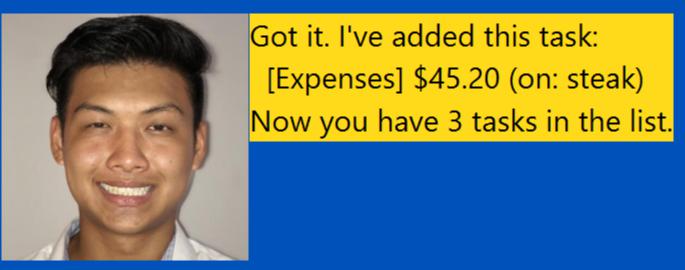 Got it. I've added this task:
[Expenses] $45.20 (on: steak)
Now you have 3 tasks in the list.